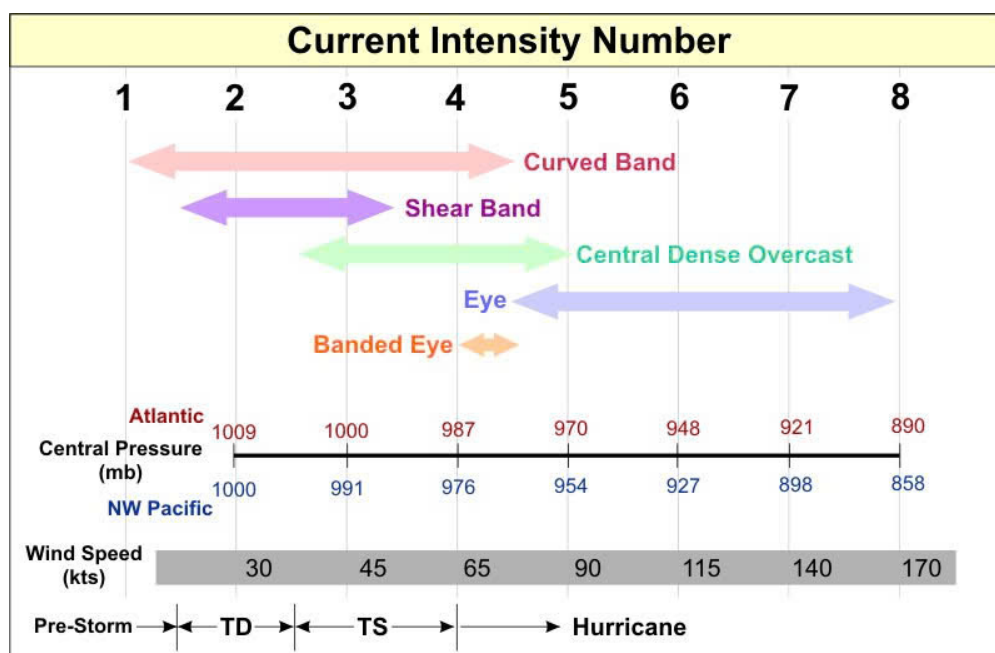 Current Intensity Number
1 2 3 4 5 6 7 8
Curved Band
Shear Band
Central Dense Overcast
Eye
Banded Eye
Atlantic
1009 1000 987 970 948 921 890
Central Pressure
(mb)
1000 991 976 954 927 898 858
NW Pacific
Wind Speed
(kts)
30 45 65 90 115 140 170
Pre-Storm TD TS Hurricane